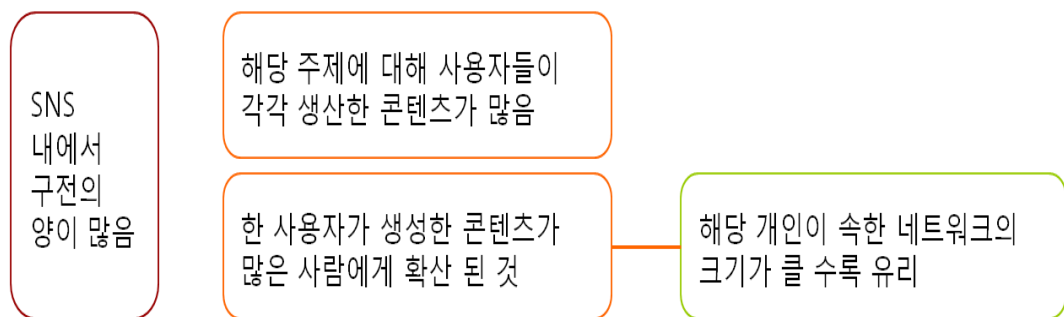 SNS
내에서
구전의
양이 많음
해당 주제에 대해 사용자들이
각각 생산한 콘텐츠가 많음
한 사용자가 생성한 콘텐츠가
많은 사람에게 확산 된 것
해당 개인이 속한 네트워크의
크기가 클 수록 유리